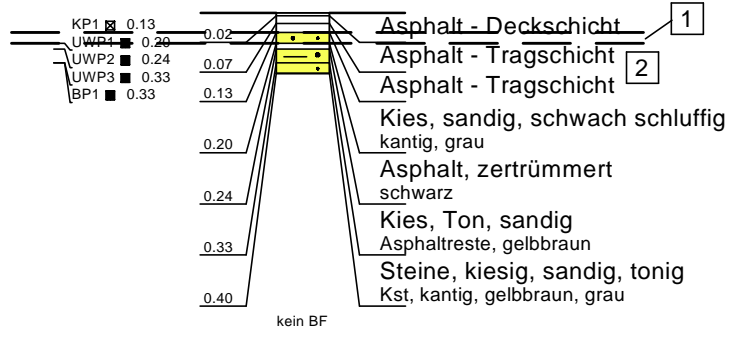 KP1 0.13
UWP1 0.20
UWP2 0.24
UWP3 0.33
BP1 0.33
0.02
0.07
0.13
0.20
0.24
0.33
0.40
Asphalt - Deckschicht
Asphalt - Tragschicht
Asphalt - Tragschicht
Kies, sandig, schwach schluffig
kantig, grau
Asphalt, zertrümmert
schwarz
Kies, Ton, sandig
Asphaltreste, gelbbraun
Steine, kiesig, sandig, tonig
Kst, kantig, gelbbraun, grau
1
2
kein BF